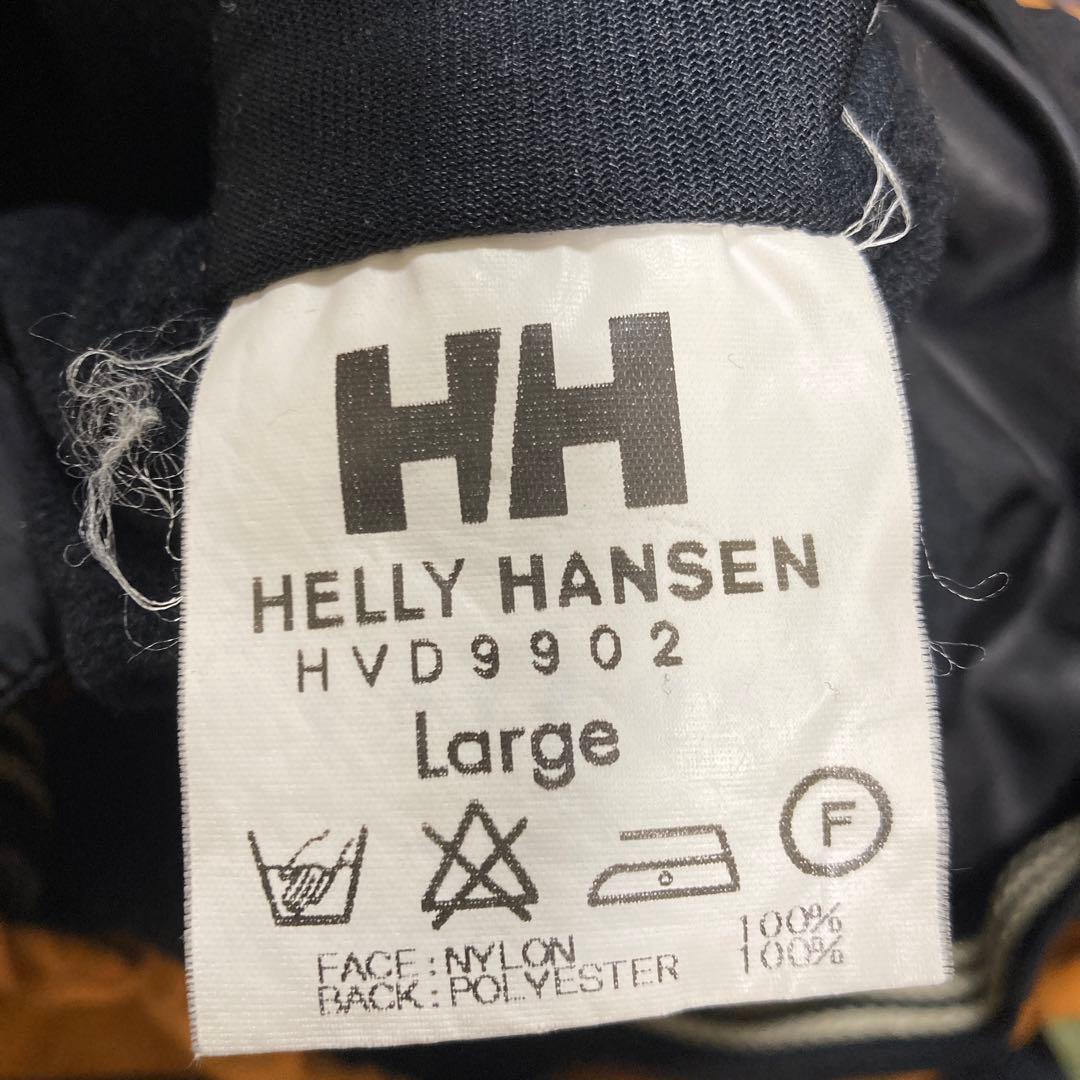 HH
HELLY HANSEN
HVD9902
Large
F
FACE : NYLON 100%
BACK : POLYESTER 100%